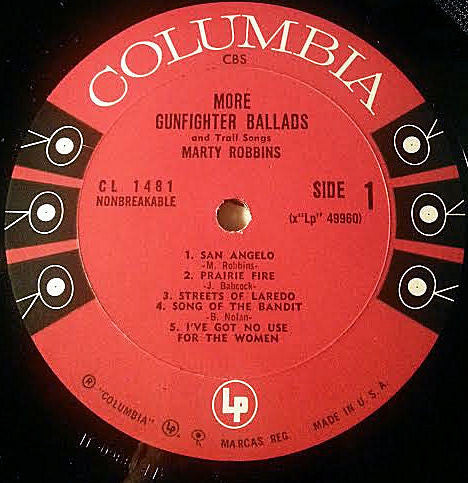 COLUMBIA
CBS
MORE
GUNFIGHTER BALLADS
and Trail Songs
MARTY ROBBINS
CL 1481
NONBREAKABLE
SIDE 1
(x"Lp" 49960)
1. SAN ANGELO
-M. Robbins-
2. PRAIRIE FIRE
-J. Babcock-
3. STREETS OF LAREDO
4. SONG OF THE BANDIT
-B. Nolan-
5. I'VE GOT NO USE
FOR THE WOMEN
Lp
® "COLUMBIA" Lp MARCAS REG. MADE IN U. S. A.